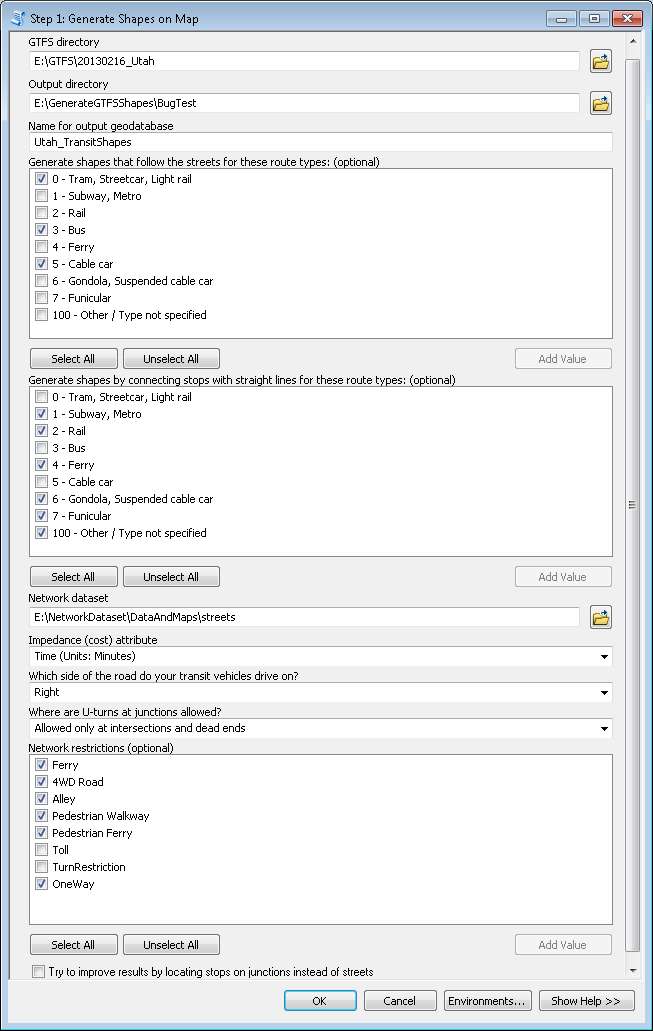 Step 1: Generate Shapes on Map
GTFS directory
E:\GTFS\20130216_Utah
Output directory
E:\GenerateGTFSShapes\BugTest
Name for output geodatabase
Utah_TransitShapes
Generate shapes that follow the streets for these route types: (optional)
0 - Tram, Streetcar, Light rail
1 - Subway, Metro
2 - Rail
3 - Bus
4 - Ferry
5 - Cable car
6 - Gondola, Suspended cable car
7 - Funicular
100 - Other / Type not specified
Select All Unselect All Add Value
Generate shapes by connecting stops with straight lines for these route types: (optional)
0 - Tram, Streetcar, Light rail
1 - Subway, Metro
2 - Rail
3 - Bus
4 - Ferry
5 - Cable car
6 - Gondola, Suspended cable car
7 - Funicular
100 - Other / Type not specified
Select All Unselect All Add Value
Network dataset
E:\NetworkDataset\DataAndMaps\streets
Impedance (cost) attribute
Time (Units: Minutes)
Which side of the road do your transit vehicles drive on?
Right
Where are U-turns at junctions allowed?
Allowed only at intersections and dead ends
Network restrictions (optional)
Ferry
4WD Road
Alley
Pedestrian Walkway
Pedestrian Ferry
Toll
TurnRestriction
OneWay
Select All Unselect All Add Value
Try to improve results by locating stops on junctions instead of streets
OK Cancel Environments... Show Help >>